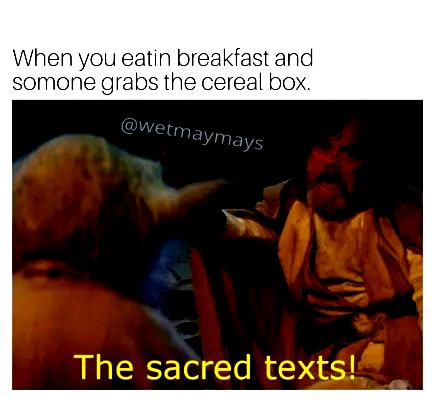 When you eatin breakfast and
somone grabs the cereal box.
@wetmaymays
The sacred texts!